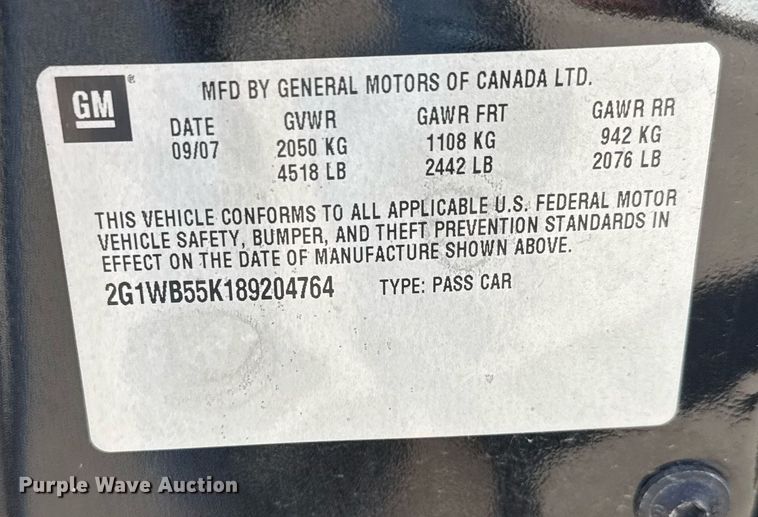 GM ®
MFD BY GENERAL MOTORS OF CANADA LTD.
DATE GVWR GAWR FRT GAWR RR
09/07 2050 KG 1108 KG 942 KG
4518 LB 2442 LB 2076 LB
THIS VEHICLE CONFORMS TO ALL APPLICABLE U.S. FEDERAL MOTOR
VEHICLE SAFETY, BUMPER, AND THEFT PREVENTION STANDARDS IN
EFFECT ON THE DATE OF MANUFACTURE SHOWN ABOVE.
2G1WB55K189204764 TYPE: PASS CAR
Purple Wave Auction